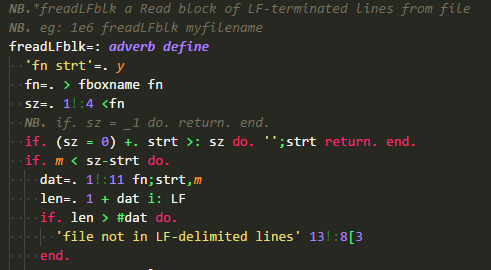 NB.*freadLFblk a Read block of LF-terminated lines from file
NB. eg: 1e6 freadLFblk myfilename
freadLFblk=: adverb define
  'fn strt'=. y
  fn=. > fboxname fn
  sz=. 1!:4 <fn
  NB. if. sz = _1 do. return. end.
  if. (sz = 0) +. strt >: sz do. '';strt return. end.
  if. m < sz-strt do.
    dat=. 1!:11 fn;strt,m
    len=. 1 + dat i: LF
    if. len > #dat do.
      'file not in LF-delimited lines' 13!:8[3
    end.